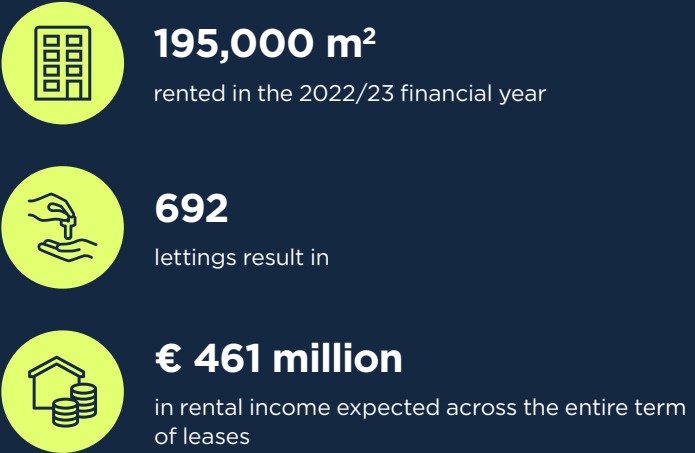 195,000 m²
rented in the 2022/23 financial year
692
lettings result in
€ 461 million
in rental income expected across the entire term
of leases